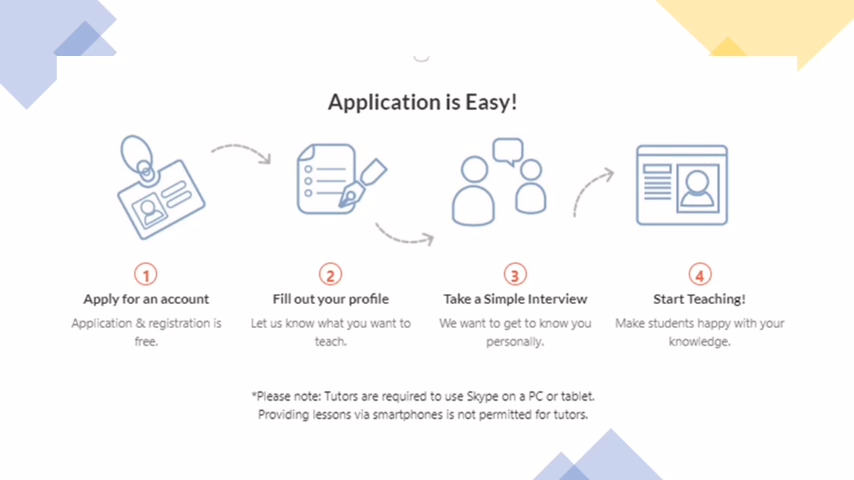 Application is Easy!
1
Apply for an account
Application & registration is
free.
2
Fill out your profile
Let us know what you want to
teach.
3
Take a Simple Interview
We want to get to know you
personally.
4
Start Teaching!
Make students happy with your
knowledge.
*Please note: Tutors are required to use Skype on a PC or tablet.
Providing lessons via smartphones is not permitted for tutors.